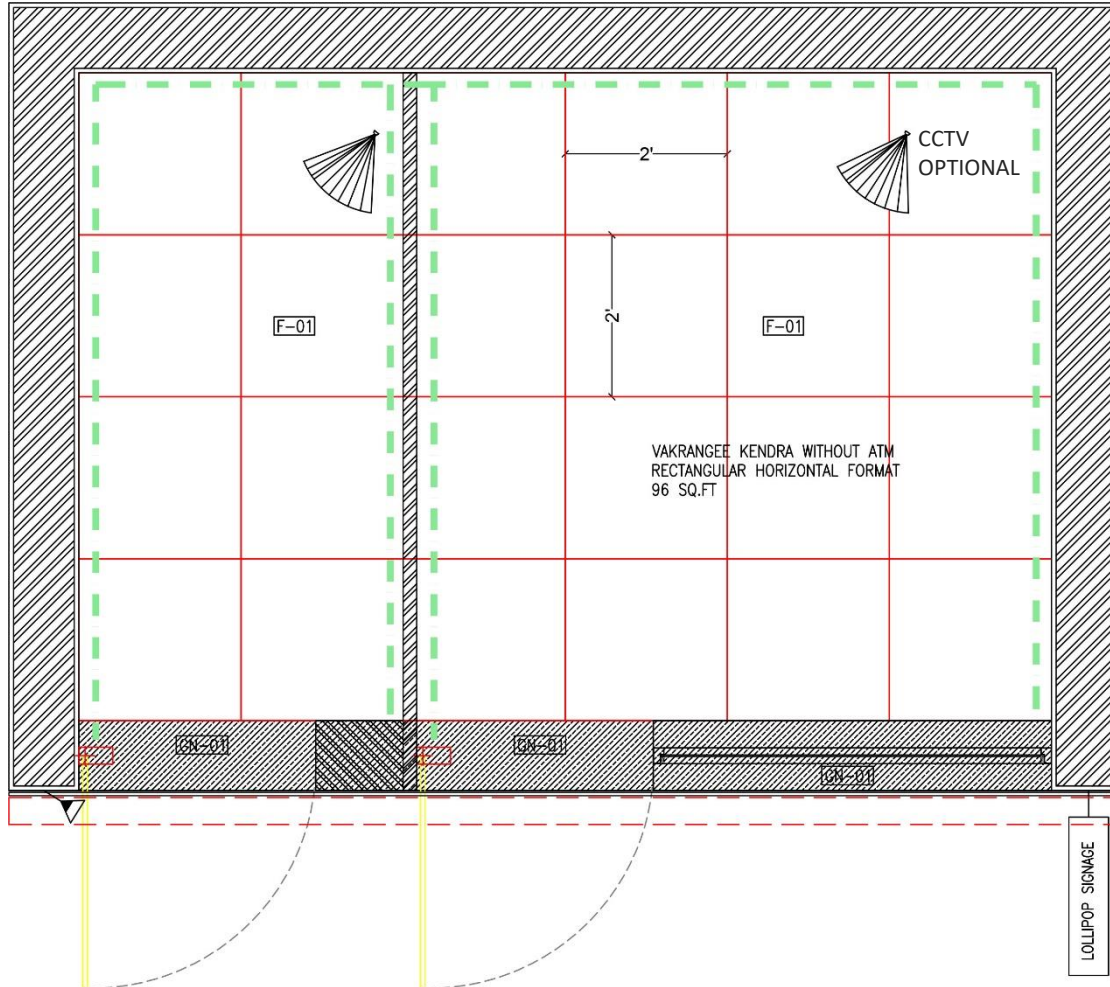 CCTV
OPTIONAL
2'
2'
F-01
F-01
VAKRANGEE KENDRA WITHOUT ATM
RECTANGULAR HORIZONTAL FORMAT
96 SQ.FT
GN-01
GN-01
GN-01
LOLLIPOP SIGNAGE